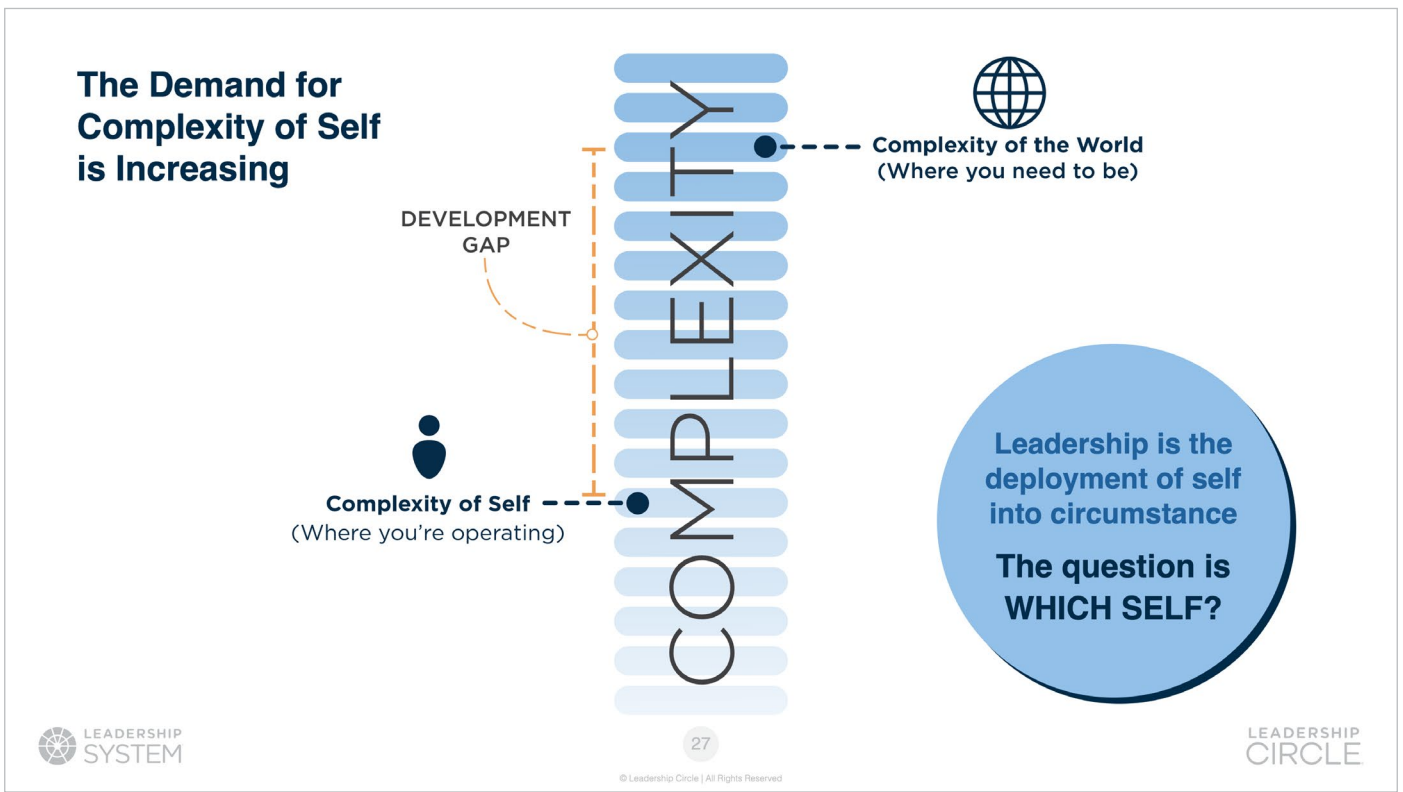 The Demand for
Complexity of Self
is Increasing
DEVELOPMENT
GAP
COMPLEXITY
Complexity of the World
(Where you need to be)
Complexity of Self
(Where you're operating)
Leadership is the
deployment of self
into circumstance
The question is
WHICH SELF?
LEADERSHIP
SYSTEM
27
© Leadership Circle | All Rights Reserved
LEADERSHIP
CIRCLE